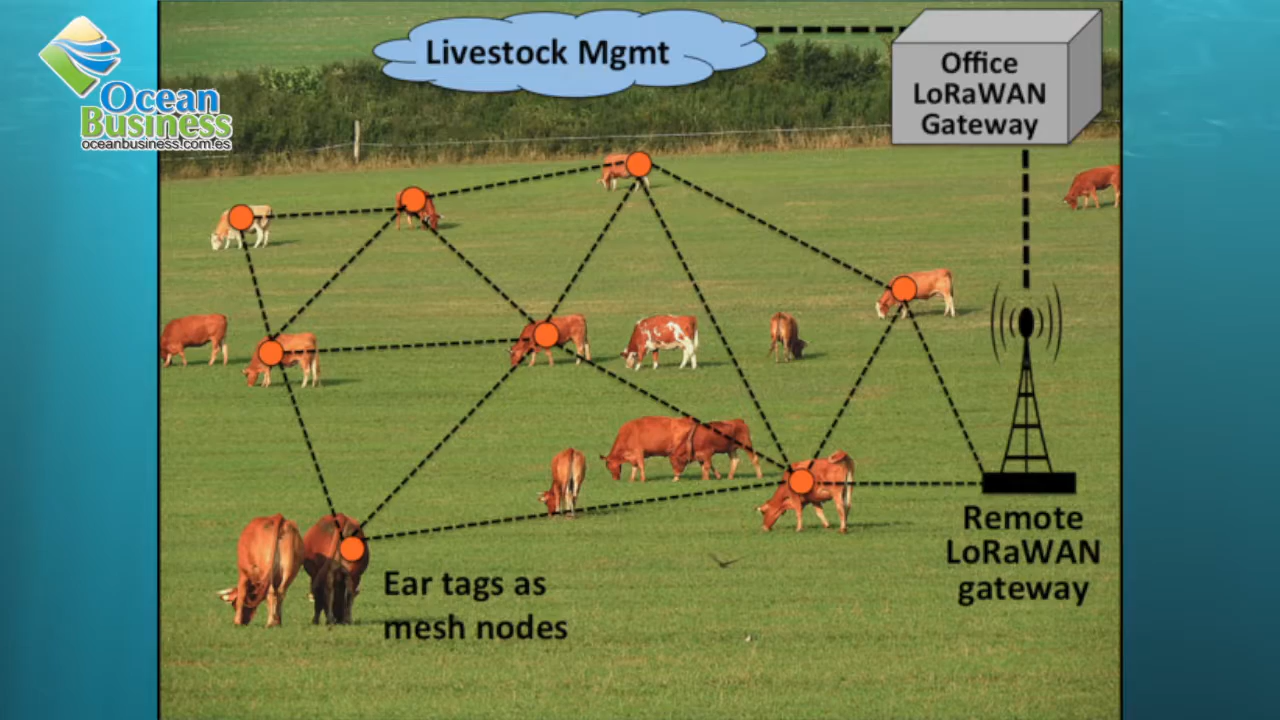 Ocean
Business
oceanbusiness.com.es
Livestock Mgmt
Office
LoRaWAN
Gateway
Remote
LoRaWAN
gateway
Ear tags as
mesh nodes